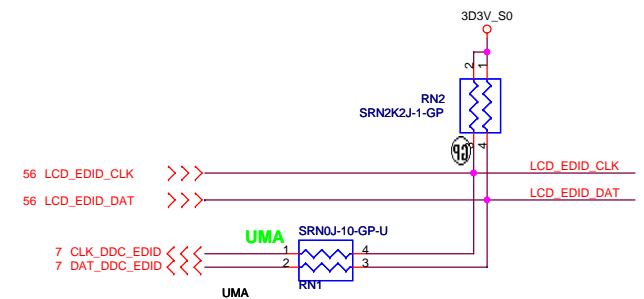 3D3V_S0
2 1
RN2
SRN2K2J-1-GP
3 4
56 LCD_EDID_CLK
LCD_EDID_CLK
56 LCD_EDID_DAT
LCD_EDID_DAT
UMA
SRN0J-10-GP-U
7 CLK_DDC_EDID
1 4
7 DAT_DDC_EDID
2 3
RN1
UMA